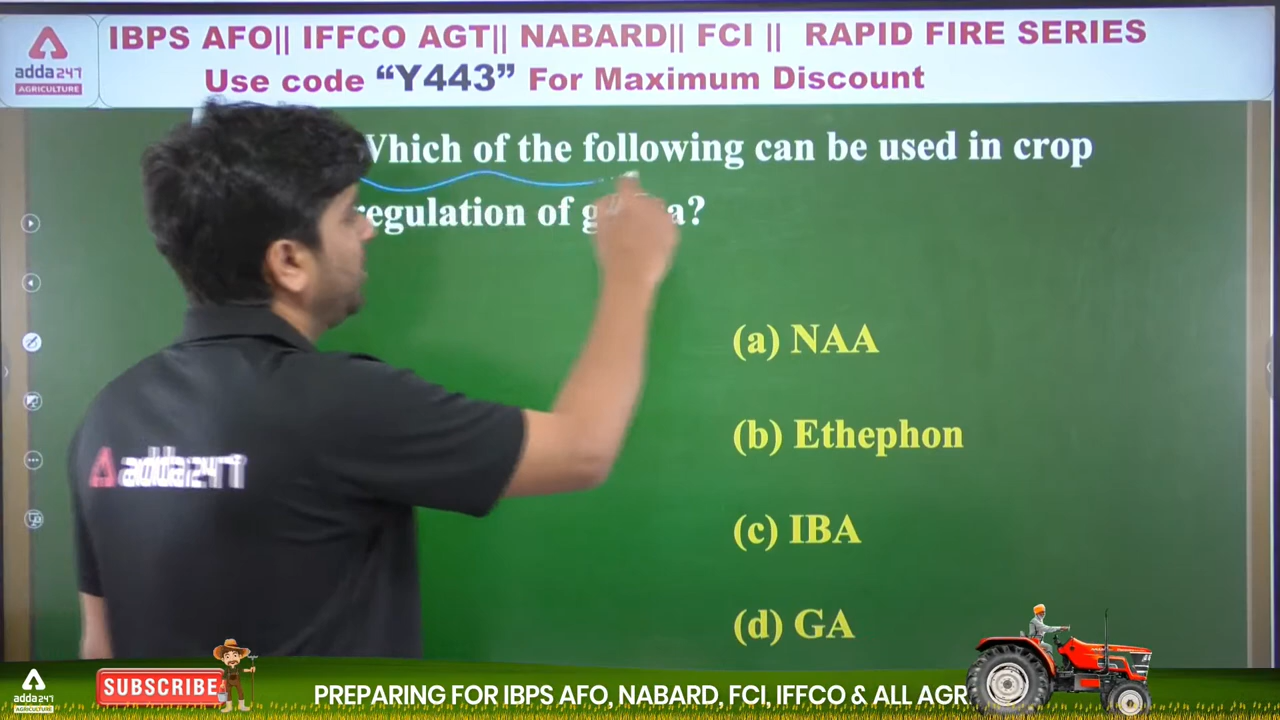 IBPS AFO|| IFFCO AGT|| NABARD|| FCI || RAPID FIRE SERIES
adda247
AGRICULTURE
Use code “Y443” For Maximum Discount
Which of the following can be used in crop
regulation of
(a) NAA
(b) Ethephon
adda247
(c) IBA
(d) GA
adda247
AGRICULTURE
SUBSCRIBE
PREPARING FOR IBPS AFO, NABARD, FCI, IFFCO & ALL AGR